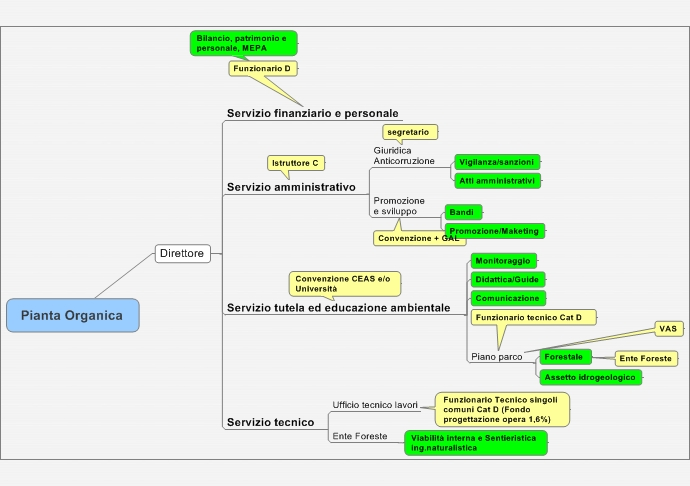 Bilancio, patrimonio e
personale, MEPA
Funzionario D
Servizio finanziario e personale
segretario
Giuridica
Anticorruzione
Vigilanza/sanzioni
Istruttore C
Atti amministrativi
Servizio amministrativo
Promozione
e sviluppo
Bandi
Promozione/Maketing
Convenzione + GAL
Direttore
Monitoraggio
Convenzione CEAS e/o
Università
Didattica/Guide
Comunicazione
Servizio tutela ed educazione ambientale
Pianta Organica
Funzionario tecnico Cat D
VAS
Piano parco
Forestale
Ente Foreste
Assetto idrogeologico
Ufficio tecnico lavori
Funzionario Tecnico singoli
comuni Cat D (Fondo
progettazione opera 1,6%)
Servizio tecnico
Ente Foreste
Viabilità interna e Sentieristica
ing.naturalistica